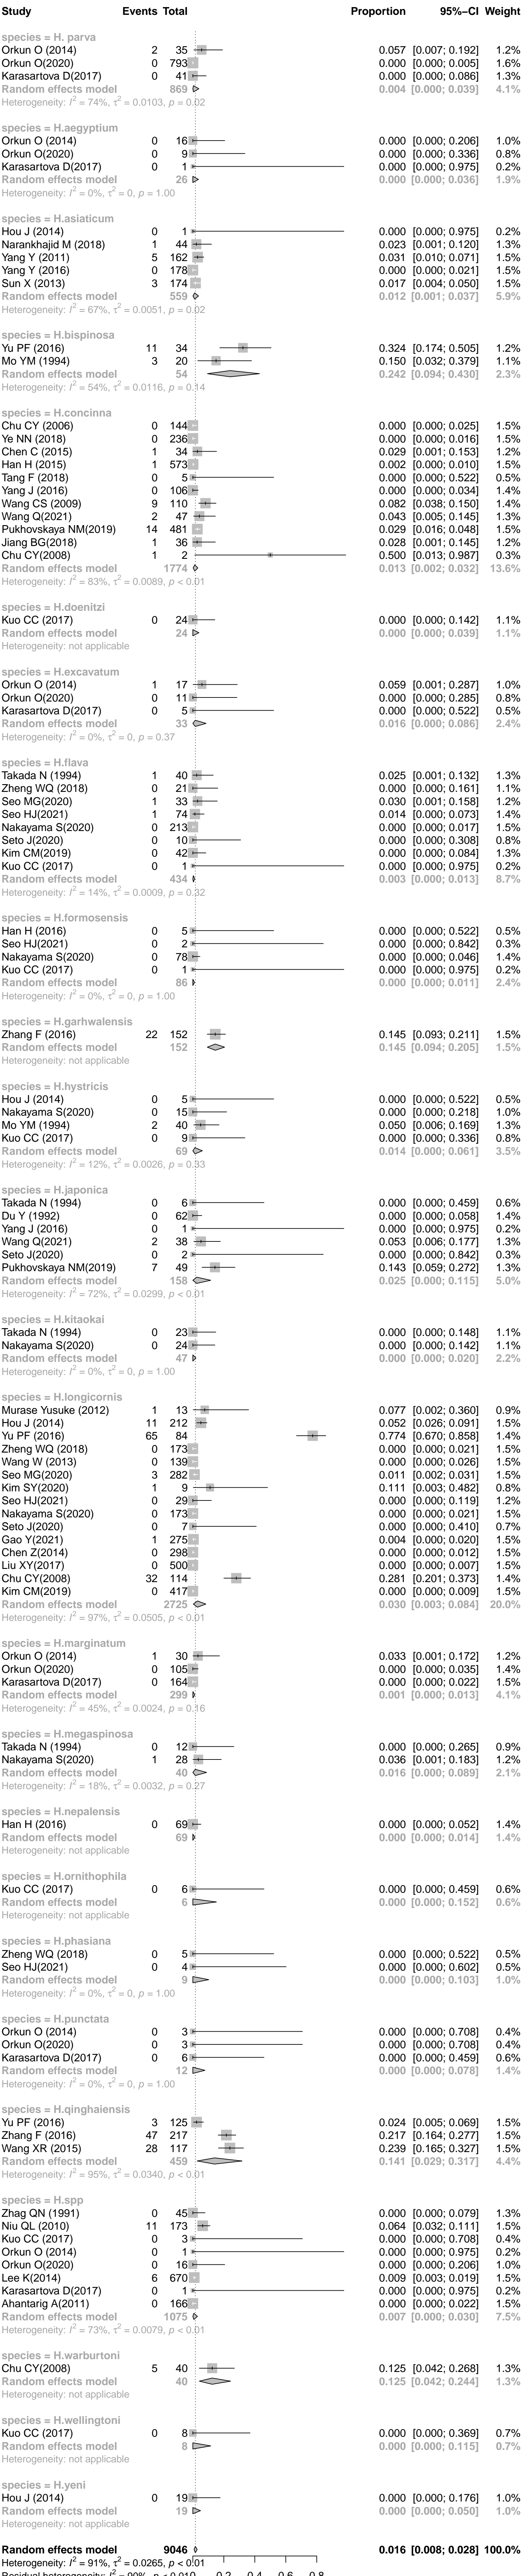 Study Events Total Proportion 95%−CI Weight
species = H. parva
Orkun O (2014) 2 35 0.057 [0.007; 0.192] 1.2%
Orkun O(2020) 0 793 0.000 [0.000; 0.005] 1.6%
Karasartova D(2017) 0 41 0.000 [0.000; 0.086] 1.3%
Random effects model 869 0.004 [0.000; 0.039] 4.1%
Heterogeneity: I² = 74%, τ² = 0.0103, p = 0.02
species = H.aegyptium
Orkun O (2014) 0 16 0.000 [0.000; 0.206] 1.0%
Orkun O(2020) 0 9 0.000 [0.000; 0.336] 0.8%
Karasartova D(2017) 0 1 0.000 [0.000; 0.975] 0.2%
Random effects model 26 0.000 [0.000; 0.036] 1.9%
Heterogeneity: I² = 0%, τ² = 0, p = 1.00
species = H.asiaticum
Hou J (2014) 0 1 0.000 [0.000; 0.975] 0.2%
Narankhajid M (2018) 1 44 0.023 [0.001; 0.120] 1.3%
Yang Y (2011) 5 162 0.031 [0.010; 0.071] 1.5%
Yang Y (2016) 0 178 0.000 [0.000; 0.021] 1.5%
Sun X (2013) 3 174 0.017 [0.004; 0.050] 1.5%
Random effects model 559 0.012 [0.001; 0.037] 5.9%
Heterogeneity: I² = 67%, τ² = 0.0051, p = 0.02
species = H.bispinosa
Yu PF (2016) 11 34 0.324 [0.174; 0.505] 1.2%
Mo YM (1994) 3 20 0.150 [0.032; 0.379] 1.1%
Random effects model 54 0.242 [0.094; 0.430] 2.3%
Heterogeneity: I² = 54%, τ² = 0.0116, p = 0.14
species = H.concinna
Chu CY (2006) 0 144 0.000 [0.000; 0.025] 1.5%
Ye NN (2018) 0 236 0.000 [0.000; 0.016] 1.5%
Chen C (2015) 1 34 0.029 [0.001; 0.153] 1.2%
Han H (2015) 1 573 0.002 [0.000; 0.010] 1.5%
Tang F (2018) 0 5 0.000 [0.000; 0.522] 0.5%
Yang J (2016) 0 106 0.000 [0.000; 0.034] 1.4%
Wang CS (2009) 9 110 0.082 [0.038; 0.150] 1.4%
Wang Q(2021) 2 47 0.043 [0.005; 0.145] 1.3%
Pukhovskaya NM(2019) 14 481 0.029 [0.016; 0.048] 1.5%
Jiang BG(2018) 1 36 0.028 [0.001; 0.145] 1.3%
Chu CY(2008) 1 2 0.500 [0.013; 0.987] 0.3%
Random effects model 1774 0.013 [0.002; 0.032] 13.6%
Heterogeneity: I² = 83%, τ² = 0.0089, p < 0.01
species = H.doenitzi
Kuo CC (2017) 0 24 0.000 [0.000; 0.142] 1.1%
Random effects model 24 0.000 [0.000; 0.039] 1.1%
Heterogeneity: not applicable
species = H.excavatum
Orkun O (2014) 1 17 0.059 [0.001; 0.287] 1.0%
Orkun O(2020) 0 11 0.000 [0.000; 0.285] 0.8%
Karasartova D(2017) 0 5 0.000 [0.000; 0.522] 0.5%
Random effects model 33 0.016 [0.000; 0.086] 2.4%
Heterogeneity: I² = 0%, τ² = 0, p = 0.37
species = H.flava
Takada N (1994) 1 40 0.025 [0.001; 0.132] 1.3%
Zheng WQ (2018) 0 21 0.000 [0.000; 0.161] 1.1%
Seo MG(2020) 1 33 0.030 [0.001; 0.158] 1.2%
Seo HJ(2021) 1 74 0.014 [0.000; 0.073] 1.4%
Nakayama S(2020) 0 213 0.000 [0.000; 0.017] 1.5%
Seto J(2020) 0 10 0.000 [0.000; 0.308] 0.8%
Kim CM(2019) 0 42 0.000 [0.000; 0.084] 1.3%
Kuo CC (2017) 0 1 0.000 [0.000; 0.975] 0.2%
Random effects model 434 0.003 [0.000; 0.013] 8.7%
Heterogeneity: I² = 14%, τ² = 0.0009, p = 0.32
species = H.formosensis
Han H (2016) 0 5 0.000 [0.000; 0.522] 0.5%
Seo HJ(2021) 0 2 0.000 [0.000; 0.842] 0.3%
Nakayama S(2020) 0 78 0.000 [0.000; 0.046] 1.4%
Kuo CC (2017) 0 1 0.000 [0.000; 0.975] 0.2%
Random effects model 86 0.000 [0.000; 0.011] 2.4%
Heterogeneity: I² = 0%, τ² = 0, p = 1.00
species = H.garhwalensis
Zhang F (2016) 22 152 0.145 [0.093; 0.211] 1.5%
Random effects model 152 0.145 [0.094; 0.205] 1.5%
Heterogeneity: not applicable
species = H.hystricis
Hou J (2014) 0 5 0.000 [0.000; 0.522] 0.5%
Nakayama S(2020) 0 15 0.000 [0.000; 0.218] 1.0%
Mo YM (1994) 2 40 0.050 [0.006; 0.169] 1.3%
Kuo CC (2017) 0 9 0.000 [0.000; 0.336] 0.8%
Random effects model 69 0.014 [0.000; 0.061] 3.5%
Heterogeneity: I² = 12%, τ² = 0.0026, p = 0.33
species = H.japonica
Takada N (1994) 0 6 0.000 [0.000; 0.459] 0.6%
Du Y (1992) 0 62 0.000 [0.000; 0.058] 1.4%
Yang J (2016) 0 1 0.000 [0.000; 0.975] 0.2%
Wang Q(2021) 2 38 0.053 [0.006; 0.177] 1.3%
Seto J(2020) 0 2 0.000 [0.000; 0.842] 0.3%
Pukhovskaya NM(2019) 7 49 0.143 [0.059; 0.272] 1.3%
Random effects model 158 0.025 [0.000; 0.115] 5.0%
Heterogeneity: I² = 72%, τ² = 0.0299, p < 0.01
species = H.kitaokai
Takada N (1994) 0 23 0.000 [0.000; 0.148] 1.1%
Nakayama S(2020) 0 24 0.000 [0.000; 0.142] 1.1%
Random effects model 47 0.000 [0.000; 0.020] 2.2%
Heterogeneity: I² = 0%, τ² = 0, p = 1.00
species = H.longicornis
Murase Yusuke (2012) 1 13 0.077 [0.002; 0.360] 0.9%
Hou J (2014) 11 212 0.052 [0.026; 0.091] 1.5%
Yu PF (2016) 65 84 0.774 [0.670; 0.858] 1.4%
Zheng WQ (2018) 0 173 0.000 [0.000; 0.021] 1.5%
Wang W (2013) 0 139 0.000 [0.000; 0.026] 1.5%
Seo MG(2020) 3 282 0.011 [0.002; 0.031] 1.5%
Kim SY(2020) 1 9 0.111 [0.003; 0.482] 0.8%
Seo HJ(2021) 0 29 0.000 [0.000; 0.119] 1.2%
Nakayama S(2020) 0 173 0.000 [0.000; 0.021] 1.5%
Seto J(2020) 0 7 0.000 [0.000; 0.410] 0.7%
Gao Y(2021) 1 275 0.004 [0.000; 0.020] 1.5%
Chen Z(2014) 0 298 0.000 [0.000; 0.012] 1.5%
Liu XY(2017) 0 500 0.000 [0.000; 0.007] 1.5%
Chu CY(2008) 32 114 0.281 [0.201; 0.373] 1.5%
Kim CM(2019) 0 417 0.000 [0.000; 0.009] 1.5%
Random effects model 2725 0.030 [0.003; 0.084] 20.0%
Heterogeneity: I² = 97%, τ² = 0.0505, p < 0.01
species = H.marginatum
Orkun O (2014) 1 30 0.033 [0.001; 0.172] 1.2%
Orkun O(2020) 0 105 0.000 [0.000; 0.035] 1.4%
Karasartova D(2017) 0 164 0.000 [0.000; 0.022] 1.5%
Random effects model 299 0.001 [0.000; 0.013] 4.1%
Heterogeneity: I² = 45%, τ² = 0.0024, p = 0.16
species = H.megaspinosa
Takada N (1994) 0 12 0.000 [0.000; 0.265] 0.9%
Nakayama S(2020) 1 28 0.036 [0.001; 0.183] 1.2%
Random effects model 40 0.016 [0.000; 0.089] 2.1%
Heterogeneity: I² = 18%, τ² = 0.0032, p = 0.27
species = H.nepalensis
Han H (2016) 0 69 0.000 [0.000; 0.052] 1.4%
Random effects model 69 0.000 [0.000; 0.014] 1.4%
Heterogeneity: not applicable
species = H.ornithophila
Kuo CC (2017) 0 6 0.000 [0.000; 0.459] 0.6%
Random effects model 6 0.000 [0.000; 0.152] 0.6%
Heterogeneity: not applicable
species = H.phasiana
Zheng WQ (2018) 0 5 0.000 [0.000; 0.522] 0.5%
Seo HJ(2021) 0 4 0.000 [0.000; 0.602] 0.5%
Random effects model 9 0.000 [0.000; 0.103] 1.0%
Heterogeneity: I² = 0%, τ² = 0, p = 1.00
species = H.punctata
Orkun O (2014) 0 3 0.000 [0.000; 0.708] 0.4%
Orkun O(2020) 0 3 0.000 [0.000; 0.708] 0.4%
Karasartova D(2017) 0 6 0.000 [0.000; 0.459] 0.6%
Random effects model 12 0.000 [0.000; 0.078] 1.4%
Heterogeneity: I² = 0%, τ² = 0, p = 1.00
species = H.qinghaiensis
Yu PF (2016) 3 125 0.024 [0.005; 0.069] 1.5%
Zhang F (2016) 47 217 0.217 [0.164; 0.277] 1.5%
Wang XR (2015) 28 117 0.239 [0.165; 0.327] 1.5%
Random effects model 459 0.141 [0.029; 0.317] 4.4%
Heterogeneity: I² = 95%, τ² = 0.0340, p < 0.01
species = H.spp
Zhag QN (1991) 0 45 0.000 [0.000; 0.079] 1.3%
Niu QL (2010) 11 173 0.064 [0.032; 0.111] 1.5%
Kuo CC (2017) 0 3 0.000 [0.000; 0.708] 0.4%
Orkun O (2014) 0 1 0.000 [0.000; 0.975] 0.2%
Orkun O(2020) 0 16 0.000 [0.000; 0.206] 1.0%
Lee K(2014) 6 670 0.009 [0.003; 0.019] 1.5%
Karasartova D(2017) 0 1 0.000 [0.000; 0.975] 0.2%
Ahantarig A(2011) 0 166 0.000 [0.000; 0.022] 1.5%
Random effects model 1075 0.007 [0.000; 0.030] 7.5%
Heterogeneity: I² = 73%, τ² = 0.0079, p < 0.01
species = H.warburtoni
Chu CY(2008) 5 40 0.125 [0.042; 0.268] 1.3%
Random effects model 40 0.125 [0.042; 0.244] 1.3%
Heterogeneity: not applicable
species = H.wellingtoni
Kuo CC (2017) 0 8 0.000 [0.000; 0.369] 0.7%
Random effects model 8 0.000 [0.000; 0.115] 0.7%
Heterogeneity: not applicable
species = H.yeni
Hou J (2014) 0 19 0.000 [0.000; 0.176] 1.0%
Random effects model 19 0.000 [0.000; 0.050] 1.0%
Heterogeneity: not applicable
Random effects model 9046 0.016 [0.008; 0.028] 100.0%
Heterogeneity: I² = 91%, τ² = 0.0265, p < 0.01